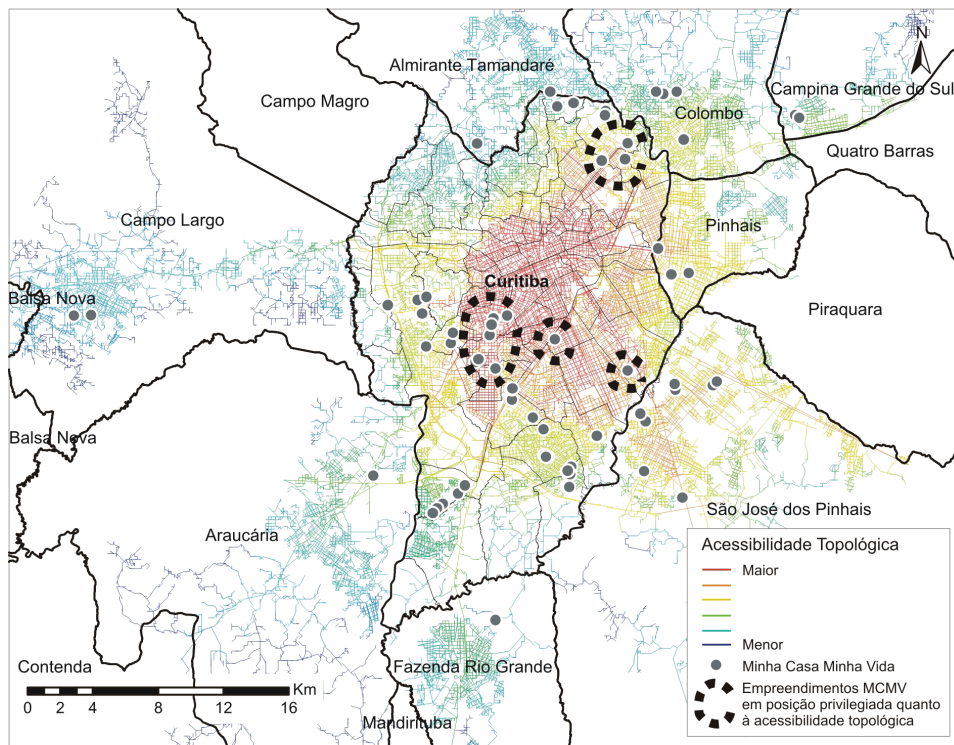 N
Almirante Tamandaré
Campo Magro
Campina Grande do Sul
Colombo
Quatro Barras
Campo Largo
Pinhais
Curitiba
Balsa Nova
Piraquara
Balsa Nova
São José dos Pinhais
Araucária
Acessibilidade Topológica
Maior
Menor
Minha Casa Minha Vida
Empreendimentos MCMV
em posição privilegiada quanto
à acessibilidade topológica
Contenda
Fazenda Rio Grande
Km
0 2 4 8 12 16
Mandirituba